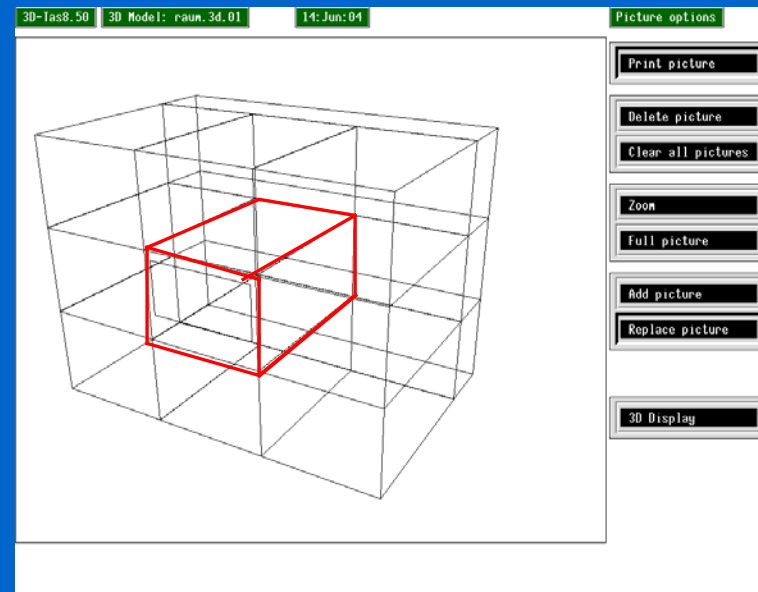 3D-Tas8.50 3D Model: raum.3d.01 14:Jun:04 Picture options
Print picture
Delete picture
Clear all pictures
Zoom
Full picture
Add picture
Replace picture
3D Display